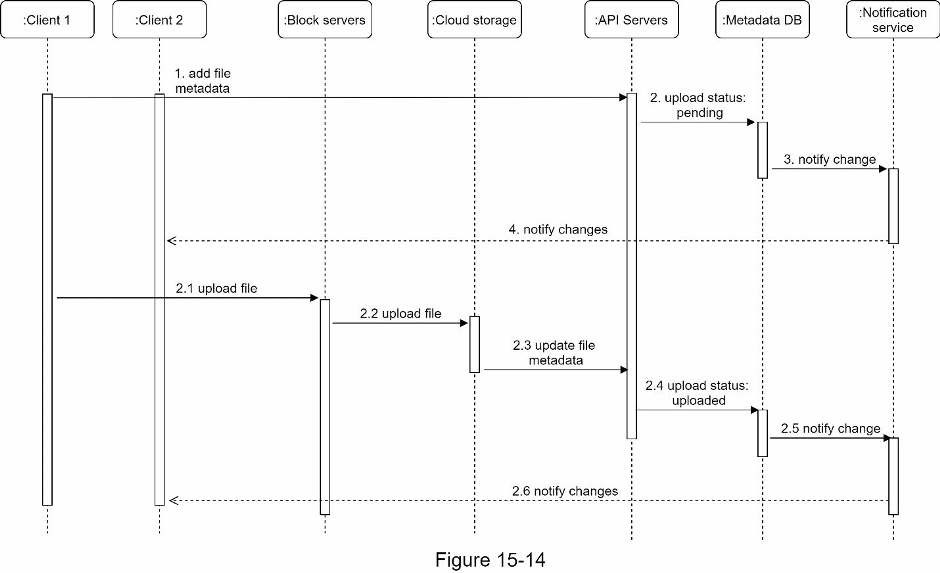 :Client 1
:Client 2
:Block servers
:Cloud storage
:API Servers
:Metadata DB
:Notification
service
1. add file
metadata
2. upload status:
pending
3. notify change
4. notify changes
2.1 upload file
2.2 upload file
2.3 update file
metadata
2.4 upload status:
uploaded
2.5 notify change
2.6 notify changes
Figure 15-14